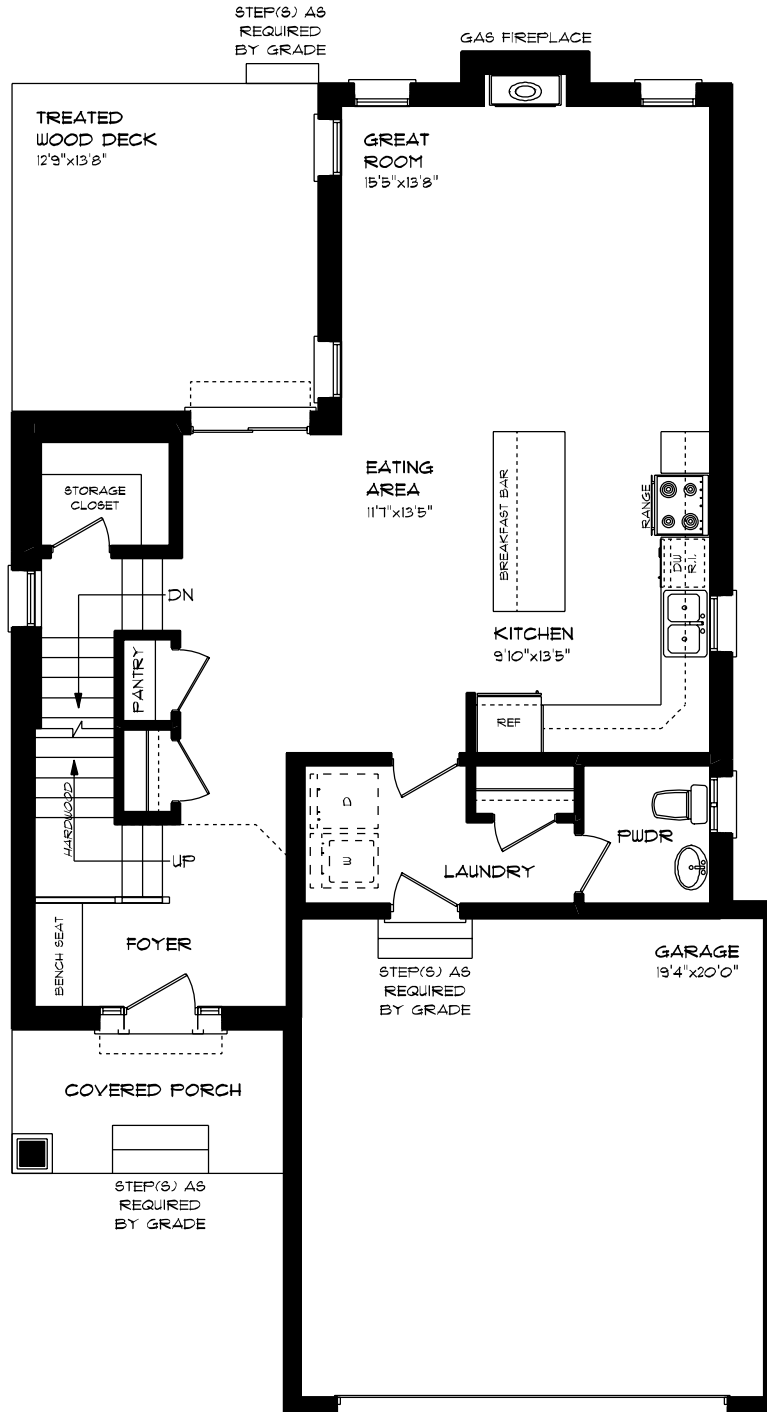 STEP(S) AS
REQUIRED
BY GRADE
GAS FIREPLACE
TREATED
WOOD DECK
12'9"x13'8"
GREAT
ROOM
15'5"x13'8"
EATING
AREA
11'7"x13'5"
BREAKFAST BAR
RANGE
DW
R.I.
STORAGE
CLOSET
DN
KITCHEN
9'10"x13'5"
PANTRY
REF
HARDWOOD
UP
D
W
LAUNDRY
PWDR
BENCH SEAT
FOYER
STEP(S) AS
REQUIRED
BY GRADE
GARAGE
19'4"x20'0"
COVERED PORCH
STEP(S) AS
REQUIRED
BY GRADE